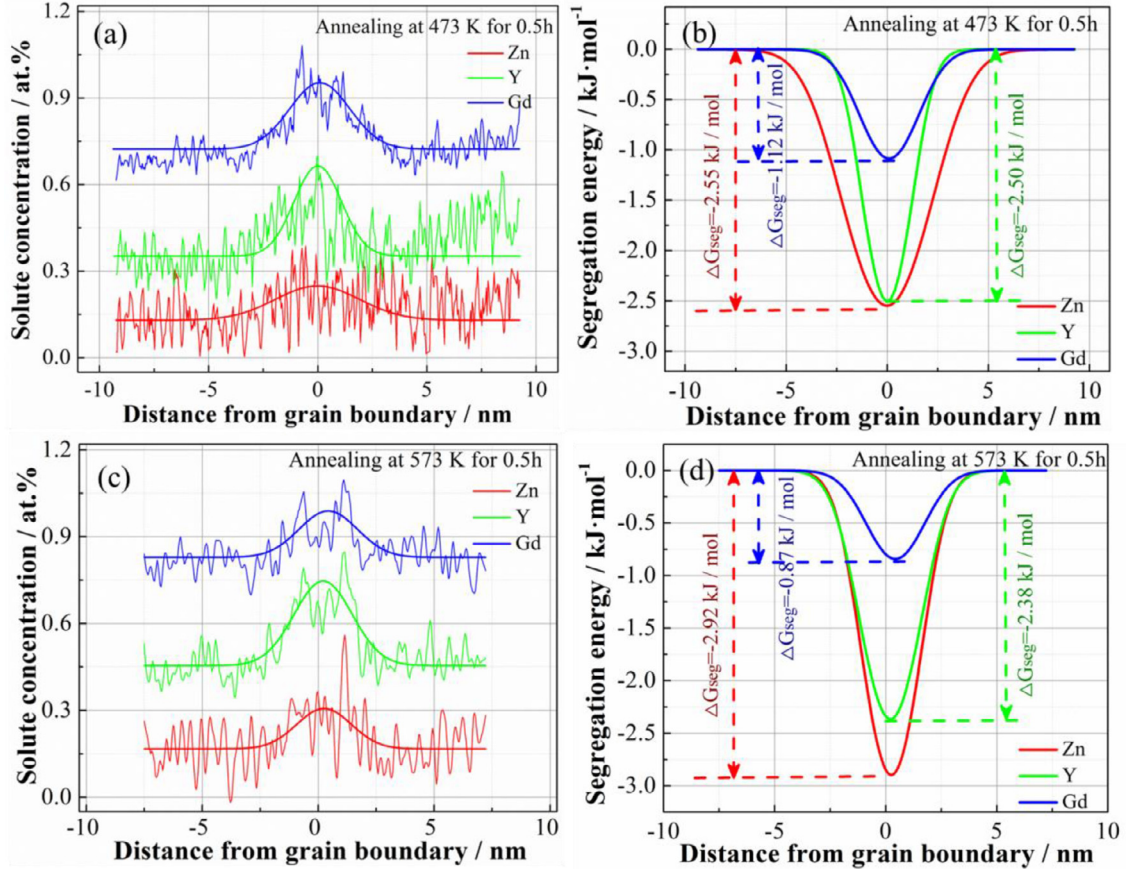 (a)
Annealing at 473 K for 0.5h
Zn
Y
Gd
Solute concentration / at.%
1.2
0.9
0.6
0.3
0.0
-10
-5
0
5
10
Distance from grain boundary / nm
(b)
Annealing at 473 K for 0.5h
Segregation energy / kJ·mol⁻¹
0.0
-0.5
-1.0
-1.5
-2.0
-2.5
-3.0
△Gseg=-2.55 kJ / mol
△Gseg=-1.12 kJ / mol
△Gseg=-2.50 kJ / mol
Zn
Y
Gd
-10
-5
0
5
10
Distance from grain boundary / nm
(c)
Annealing at 573 K for 0.5h
Zn
Y
Gd
Solute concentration / at.%
1.2
0.9
0.6
0.3
0.0
-10
-5
0
5
10
Distance from grain boundary / nm
(d)
Annealing at 573 K for 0.5h
Segregation energy / kJ·mol⁻¹
0.0
-0.5
-1.0
-1.5
-2.0
-2.5
-3.0
△Gseg=-2.92 kJ / mol
△Gseg=-0.87 kJ / mol
△Gseg=-2.38 kJ / mol
Zn
Y
Gd
-10
-5
0
5
10
Distance from grain boundary / nm